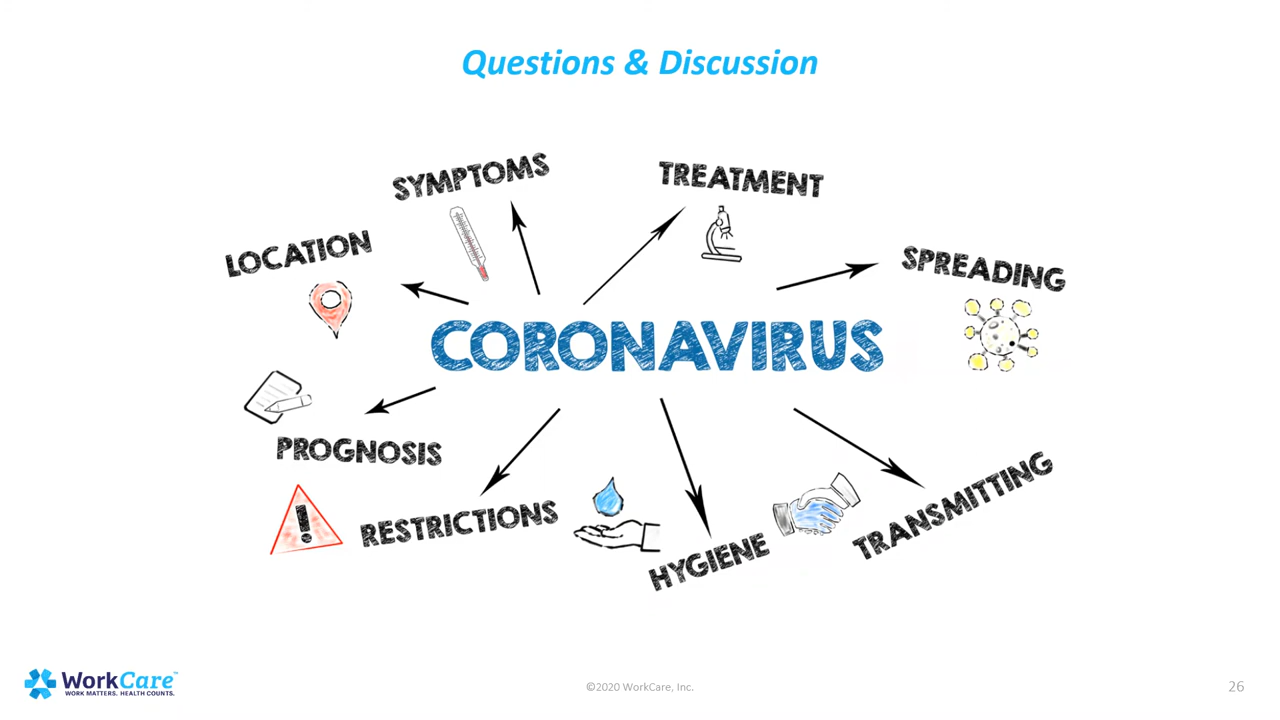 Questions & Discussion
SYMPTOMS
TREATMENT
LOCATION
SPREADING
CORONAVIRUS
PROGNOSIS
RESTRICTIONS
HYGIENE
TRANSMITTING
WorkCare™
WORK MATTERS. HEALTH COUNTS.
©2020 WorkCare, Inc.
26